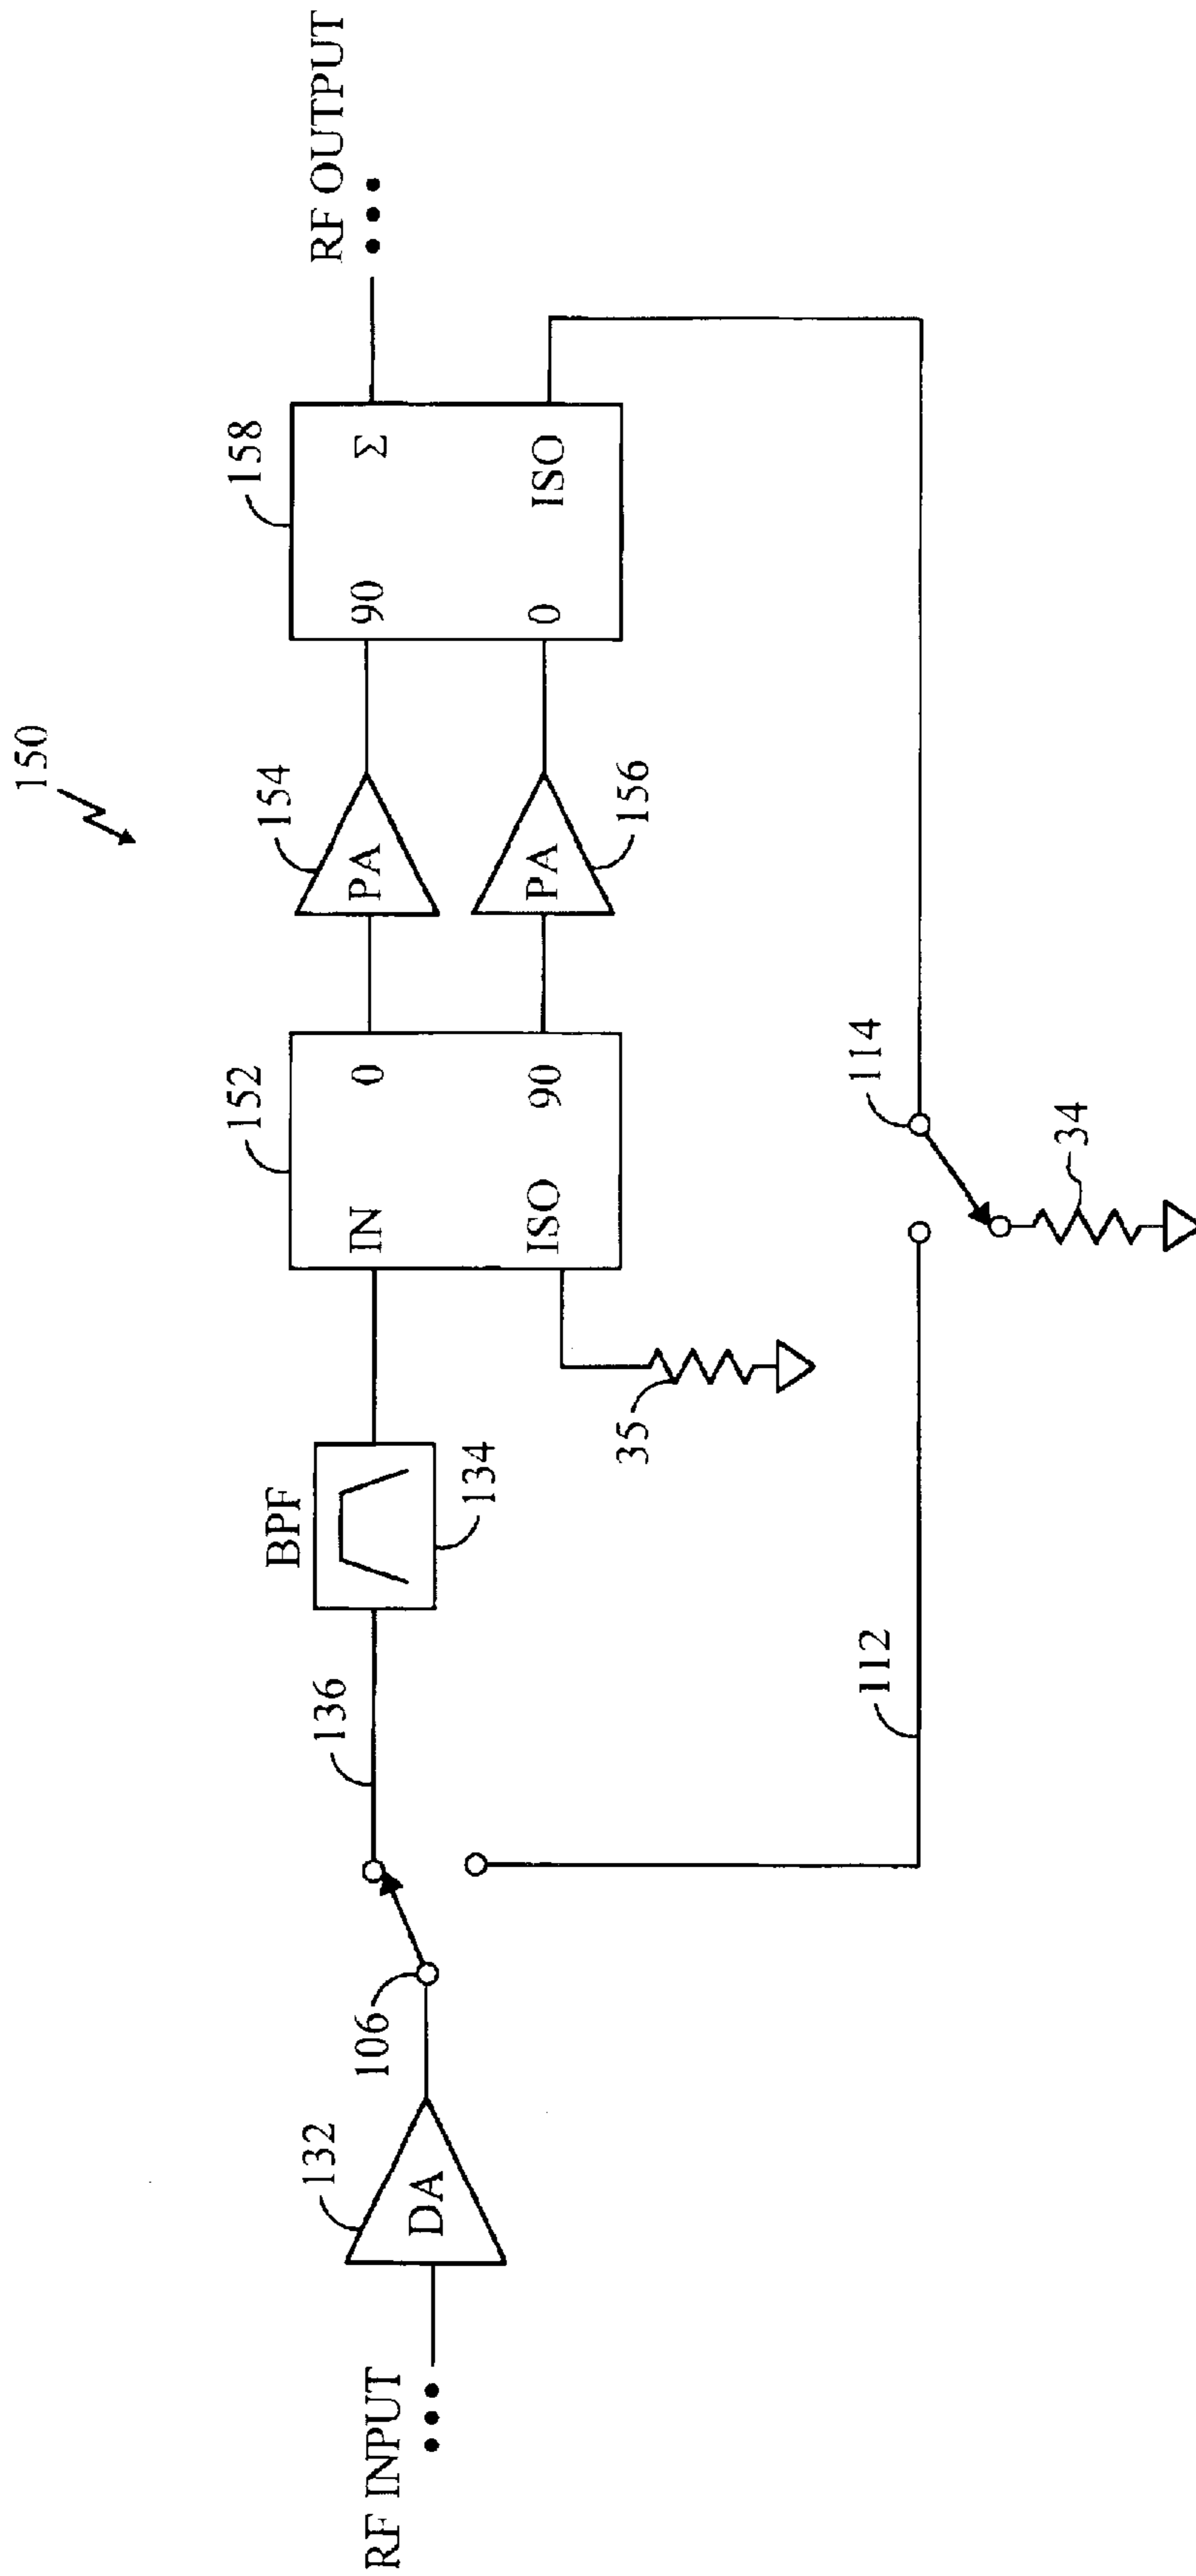 150
RF INPUT
DA
132
106
136
BPF
134
112
152
IN
0
ISO
90
35
PA
154
PA
156
158
90
Σ
0
ISO
RF OUTPUT
114
34